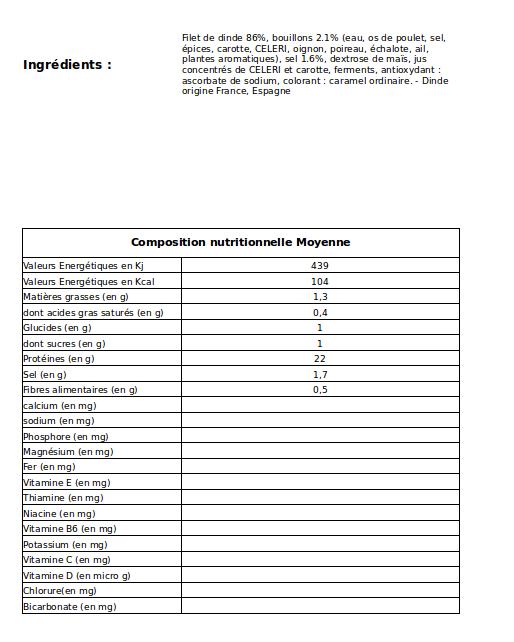 Filet de dinde 86%, bouillons 2.1% (eau, os de poulet, sel,
épices, carotte, CELERI, oignon, poireau, échalote, ail,
Ingrédients :
plantes aromatiques), sel 1.6%, dextrose de maïs, jus
concentrés de CELERI et carotte, ferments, antioxydant :
ascorbate de sodium, colorant : caramel ordinaire. - Dinde
origine France, Espagne
Composition nutritionnelle Moyenne
Valeurs Energétiques en Kj 439
Valeurs Energétiques en Kcal 104
Matières grasses (en g) 1,3
dont acides gras saturés (en g) 0,4
Glucides (en g) 1
dont sucres (en g) 1
Protéines (en g) 22
Sel (en g) 1,7
Fibres alimentaires (en g) 0,5
calcium (en mg)
sodium (en mg)
Phosphore (en mg)
Magnésium (en mg)
Fer (en mg)
Vitamine E (en mg)
Thiamine (en mg)
Niacine (en mg)
Vitamine B6 (en mg)
Potassium (en mg)
Vitamine C (en mg)
Vitamine D (en micro g)
Chlorure(en mg)
Bicarbonate (en mg)